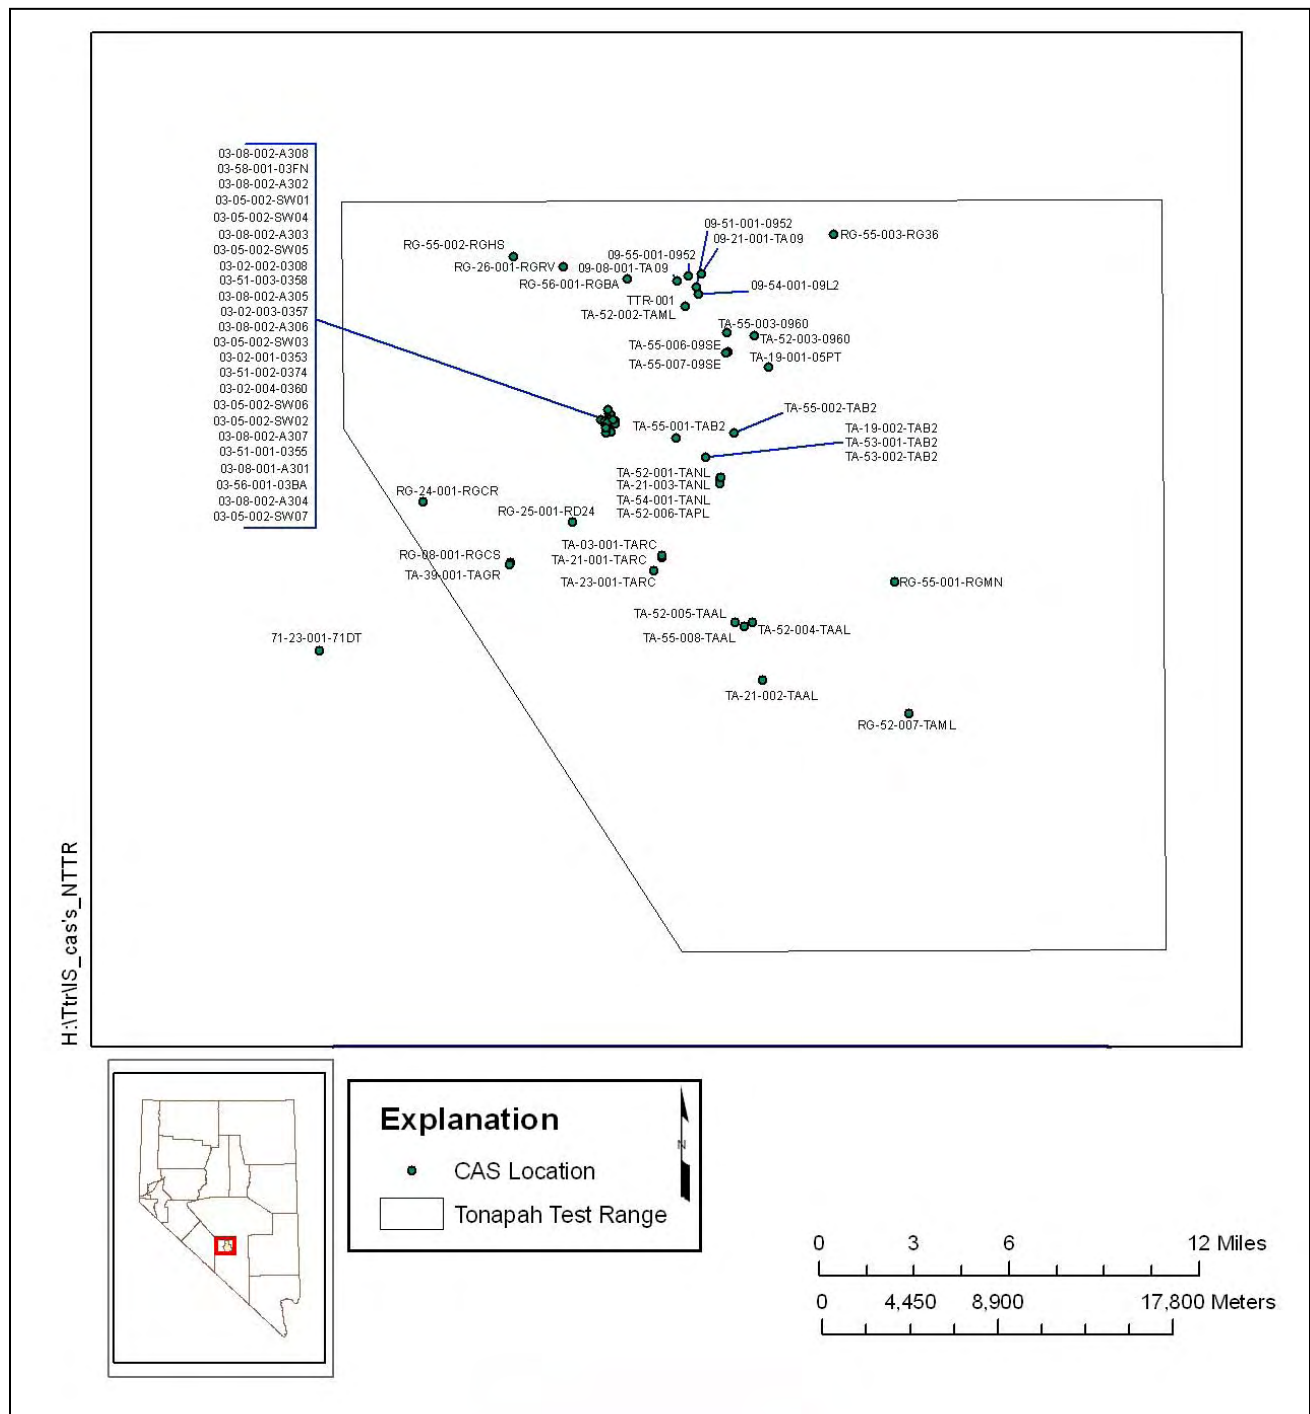 03-08-002-A308
03-58-001-03FN
03-08-002-A302
03-05-002-SW01
03-05-002-SW04
03-08-002-A303
03-05-002-SW05
03-02-002-0308
03-51-003-0358
03-08-002-A305
03-02-003-0357
03-08-002-A306
03-05-002-SW03
03-02-001-0353
03-51-002-0374
03-02-004-0360
03-05-002-SW06
03-05-002-SW02
03-08-002-A307
03-51-001-0355
03-08-001-A301
03-56-001-03BA
03-08-002-A304
03-05-002-SW07
09-51-001-0952
09-21-001-TA09
RG-55-003-RG36
RG-55-002-RGHS
09-55-001-0952
RG-26-001-RGRV
09-08-001-TA09
RG-56-001-RGBA
09-54-001-09L2
TTR-001
TA-52-002-TAML
TA-55-003-0960
TA-52-003-0960
TA-55-006-09SE
TA-55-007-09SE
TA-19-001-05PT
TA-55-002-TAB2
TA-55-001-TAB2
TA-19-002-TAB2
TA-53-001-TAB2
TA-53-002-TAB2
TA-52-001-TANL
TA-21-003-TANL
TA-54-001-TANL
TA-52-006-TAPL
RG-24-001-RGCR
RG-25-001-RD24
TA-03-001-TARC
RG-08-001-RGCS
TA-21-001-TARC
TA-39-001-TAGR
TA-23-001-TARC
RG-55-001-RGMN
TA-52-005-TAAL
TA-52-004-TAAL
TA-55-008-TAAL
71-23-001-71DT
TA-21-002-TAAL
RG-52-007-TAML
H:\Ttr\IS_cas's_NTTR
Explanation
N
CAS Location
Tonapah Test Range
0 3 6 12 Miles
0 4,450 8,900 17,800 Meters